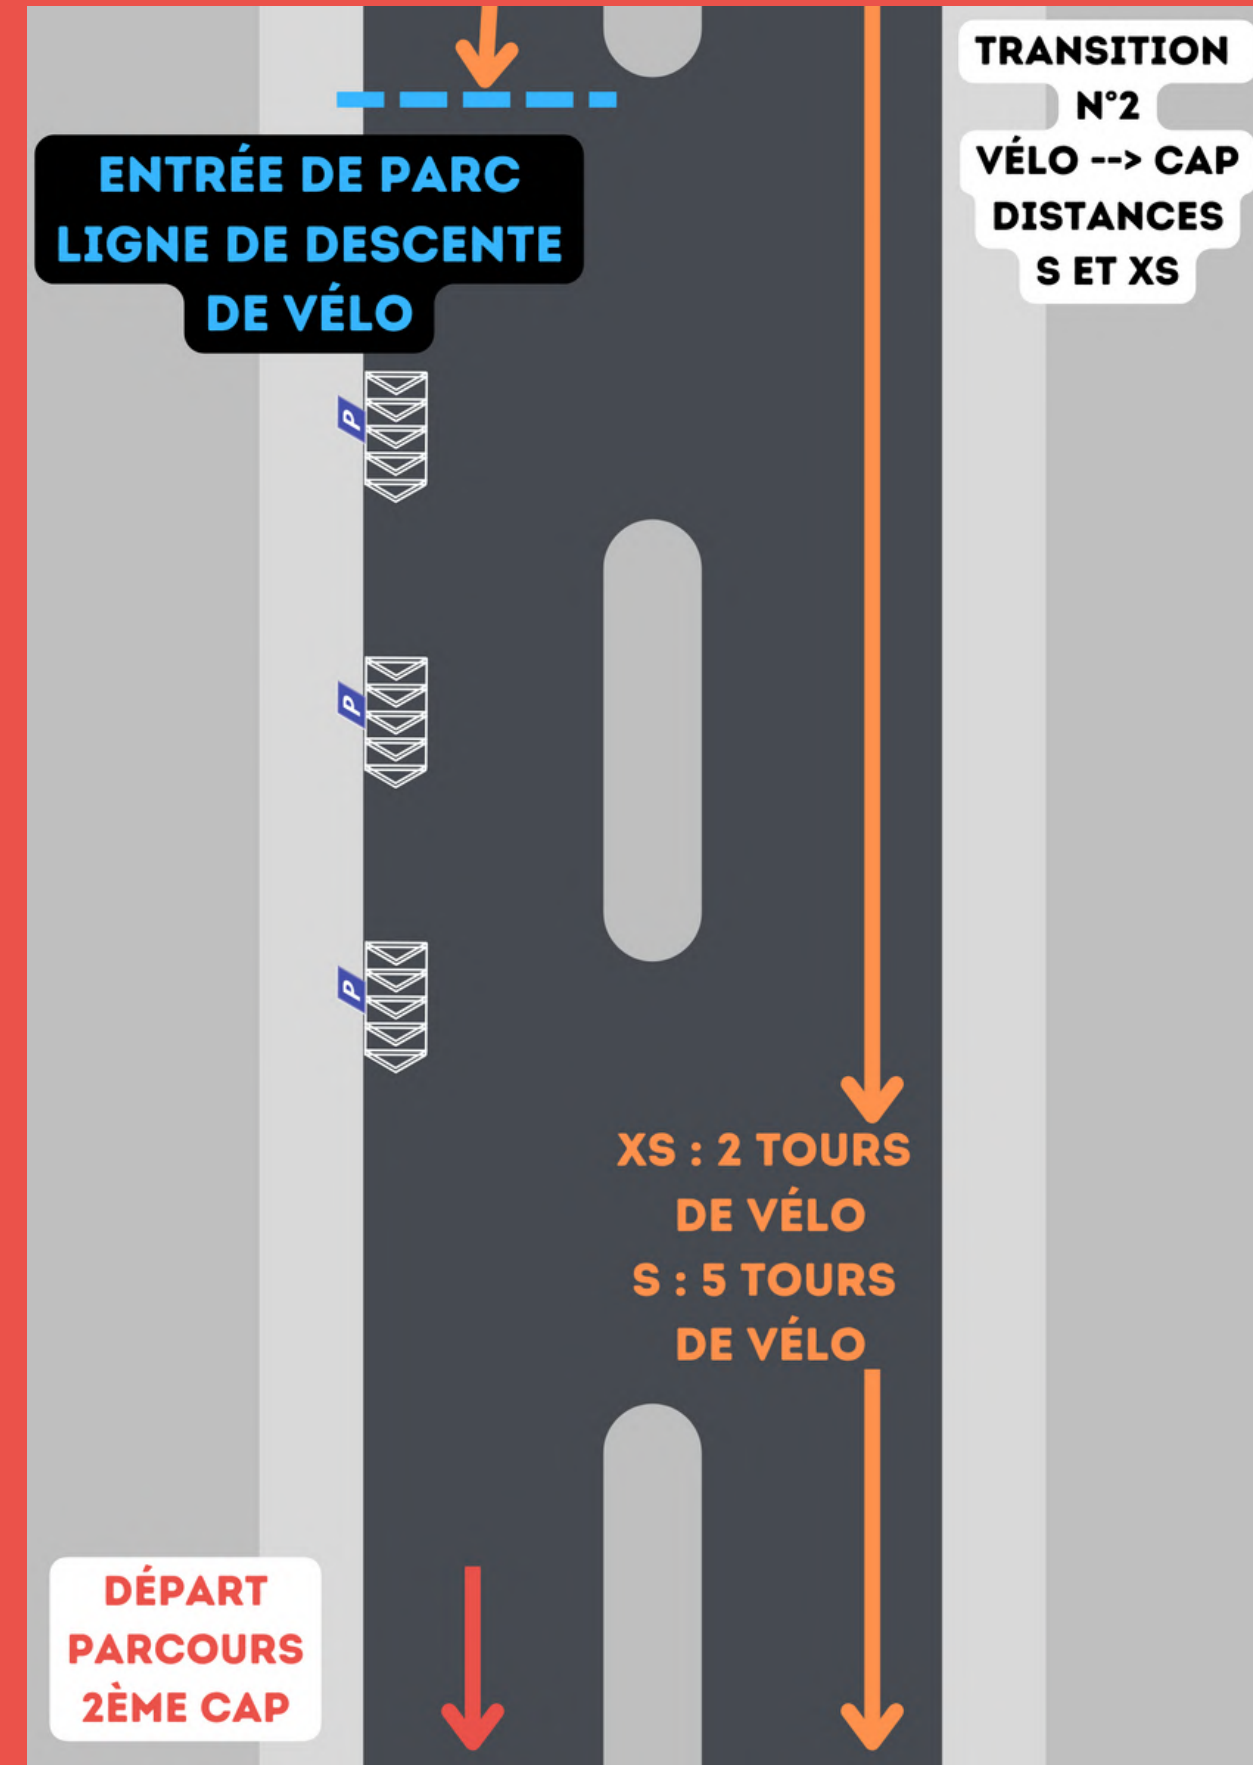 TRANSITION
N°2
VÉLO --> CAP
DISTANCES
S ET XS
ENTRÉE DE PARC
LIGNE DE DESCENTE
DE VÉLO
P
P
P
XS : 2 TOURS
DE VÉLO
S : 5 TOURS
DE VÉLO
DÉPART
PARCOURS
2ÈME CAP